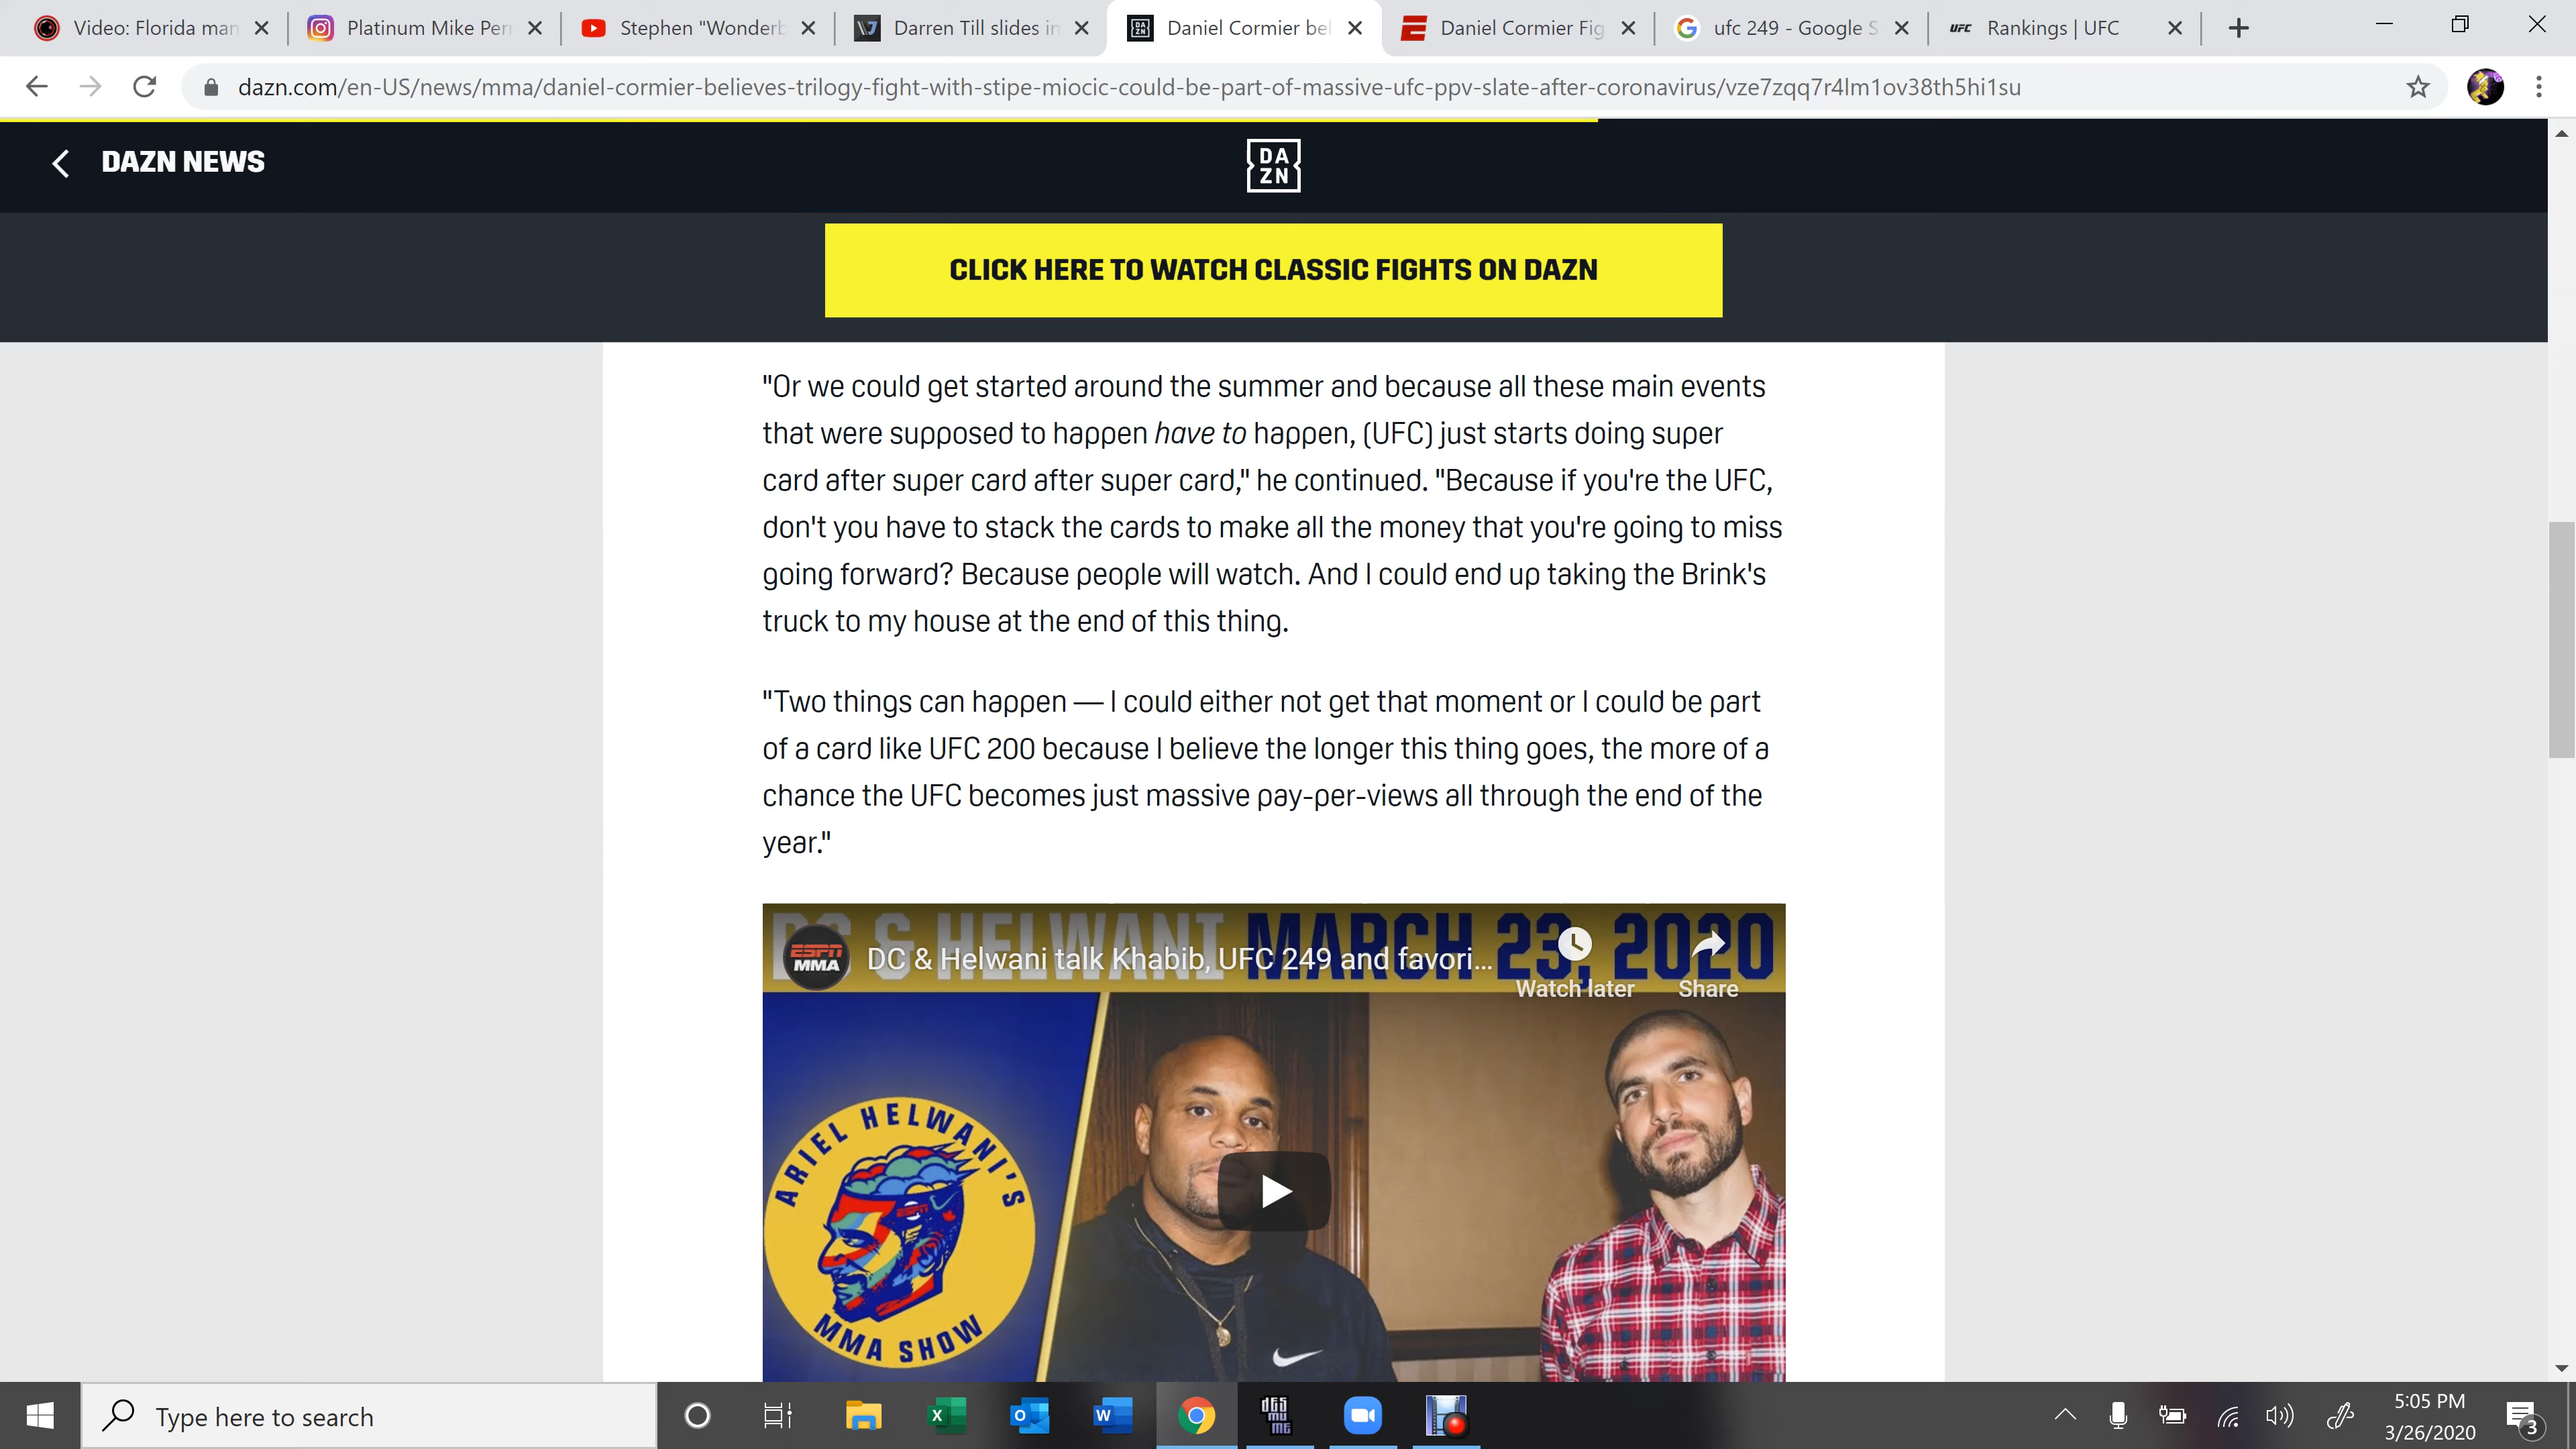 Video: Florida man
Platinum Mike Per
Stephen "Wonderb
Darren Till slides in
Daniel Cormier bel
Daniel Cormier Fig
ufc 249 - Google S
UFC Rankings | UFC
dazn.com/en-US/news/mma/daniel-cormier-believes-trilogy-fight-with-stipe-miocic-could-be-part-of-massive-ufc-ppv-slate-after-coronavirus/vze7zqq7r4lm1ov38th5hi1su
DAZN NEWS
DA
ZN
CLICK HERE TO WATCH CLASSIC FIGHTS ON DAZN
"Or we could get started around the summer and because all these main events
that were supposed to happen have to happen, (UFC) just starts doing super
card after super card after super card," he continued. "Because if you're the UFC,
don't you have to stack the cards to make all the money that you're going to miss
going forward? Because people will watch. And I could end up taking the Brink's
truck to my house at the end of this thing.
"Two things can happen — I could either not get that moment or I could be part
of a card like UFC 200 because I believe the longer this thing goes, the more of a
chance the UFC becomes just massive pay-per-views all through the end of the
year."
DC & HELWANI MARCH 23, 2020
ESPN
MMA
DC & Helwani talk Khabib, UFC 249 and favori...
Watch later
Share
ARIEL HELWANI'S
ESPN
MMA SHOW
Type here to search
5:05 PM
3/26/2020
3